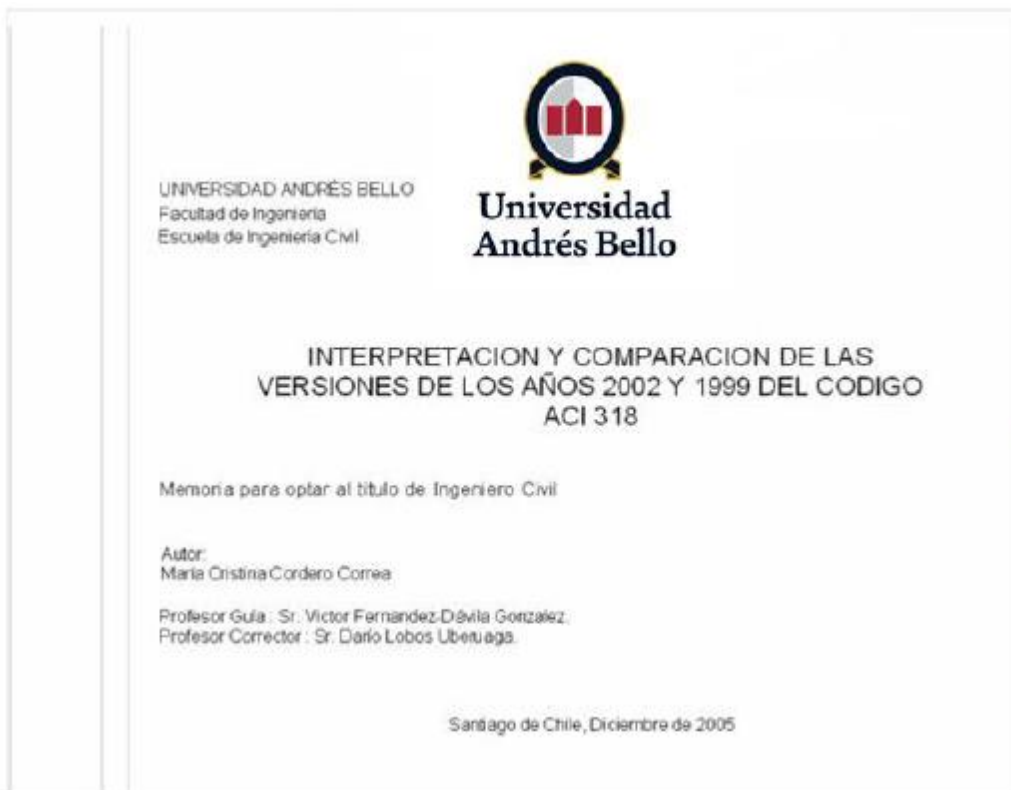 UNIVERSIDAD ANDRÉS BELLO
Facultad de Ingeniería
Escuela de Ingeniería Civil
Universidad
Andrés Bello
INTERPRETACION Y COMPARACION DE LAS
VERSIONES DE LOS AÑOS 2002 Y 1999 DEL CODIGO
ACI 318
Memoria para optar al título de Ingeniero Civil
Autor:
María Cristina Cordero Correa
Profesor Guía : Sr. Victor Fernandez-Dávila Gonzalez.
Profesor Corrector : Sr. Darío Lobos Uberuaga.
Santiago de Chile, Diciembre de 2005